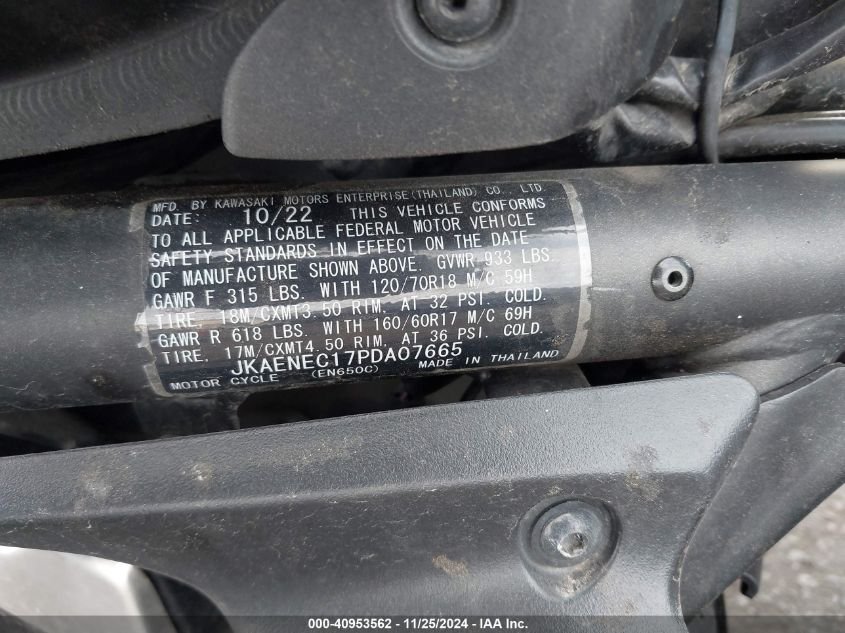 MFD. BY KAWASAKI MOTORS ENTERPRISE(THAILAND) CO., LTD.
DATE: 10/22 THIS VEHICLE CONFORMS
TO ALL APPLICABLE FEDERAL MOTOR VEHICLE
SAFETY STANDARDS IN EFFECT ON THE DATE
OF MANUFACTURE SHOWN ABOVE. GVWR 933 LBS.
GAWR F 315 LBS. WITH 120/70R18 M/C 59H
TIRE, 18M/CXMT3.50 RIM, AT 32 PSI. COLD.
GAWR R 618 LBS. WITH 160/60R17 M/C 69H
TIRE, 17M/CXMT4.50 RIM, AT 36 PSI. COLD.
JKAENEC17PDA07665
MOTOR CYCLE (EN650C) MADE IN THAILAND
000-40953562 - 11/25/2024 - IAA Inc.